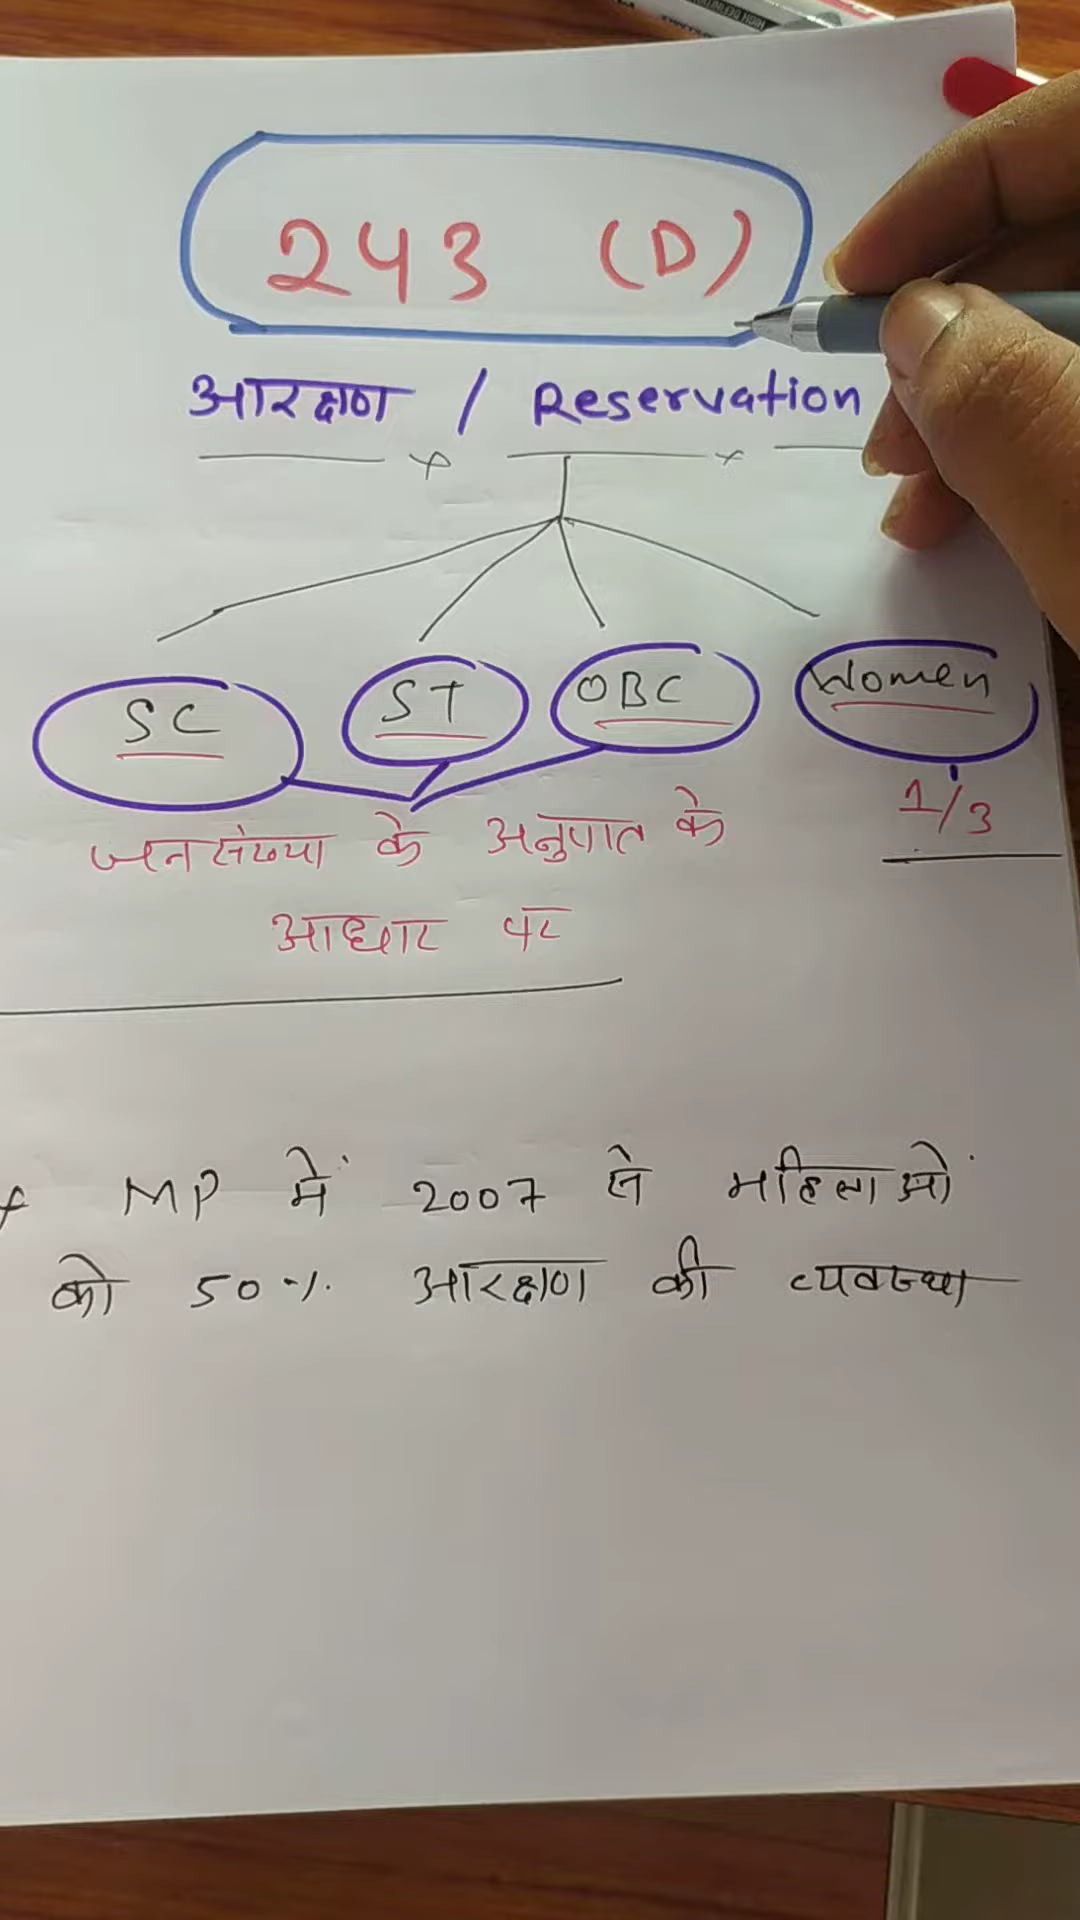 243 (D)
आरक्षण / Reservation
SC ST OBC Women
1/3
जनसंख्या के अनुपात के
आधार पर
MP में 2007 से महिलाओं
को 50% आरक्षण की व्यवस्था